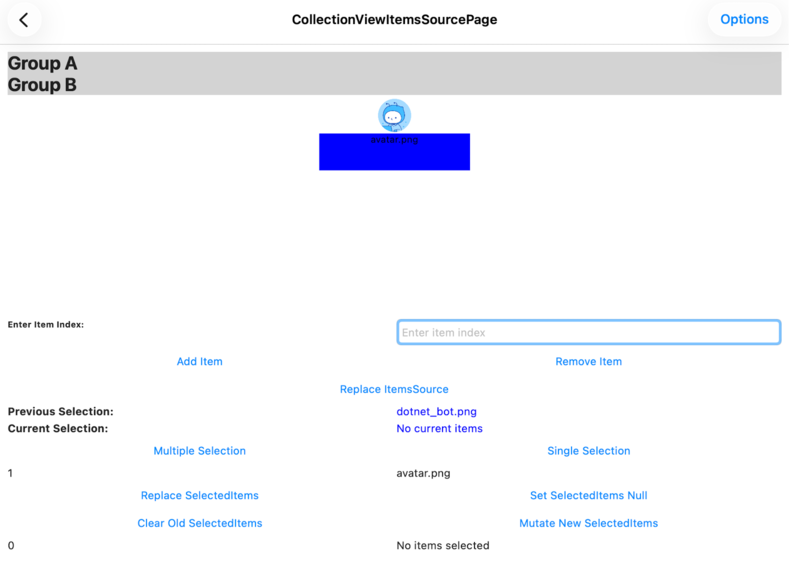 CollectionViewItemsSourcePage
Options
Group A
Group B
avatar.png
Enter Item Index:
Enter item index
Add Item
Remove Item
Replace ItemsSource
Previous Selection:
dotnet_bot.png
Current Selection:
No current items
Multiple Selection
Single Selection
1
avatar.png
Replace SelectedItems
Set SelectedItems Null
Clear Old SelectedItems
Mutate New SelectedItems
0
No items selected